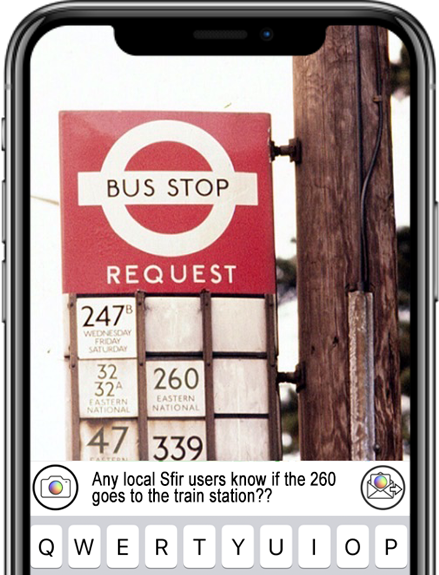 BUS STOP
REQUEST
247B
WEDNESDAY
FRIDAY
SATURDAY
32
32A
EASTERN
NATIONAL
260
EASTERN
NATIONAL
47
339
Any local Sfir users know if the 260
goes to the train station??
Q W E R T Y U I O P